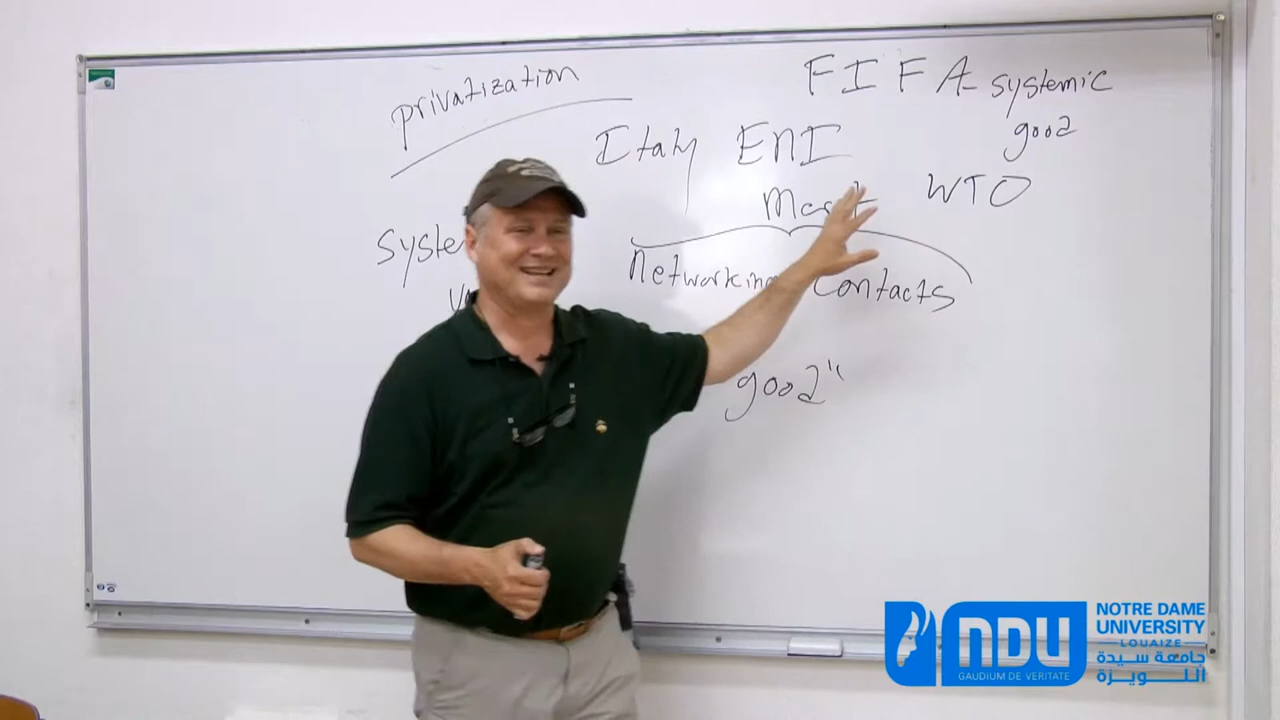 privatization
FIFA - systemic
good
Italy ENI
WTO
Networking Contacts
good"
NDU
GAUDIUM DE VERITATE
NOTRE DAME
UNIVERSITY
LOUAIZE
جامعة سيدة
اللويزة